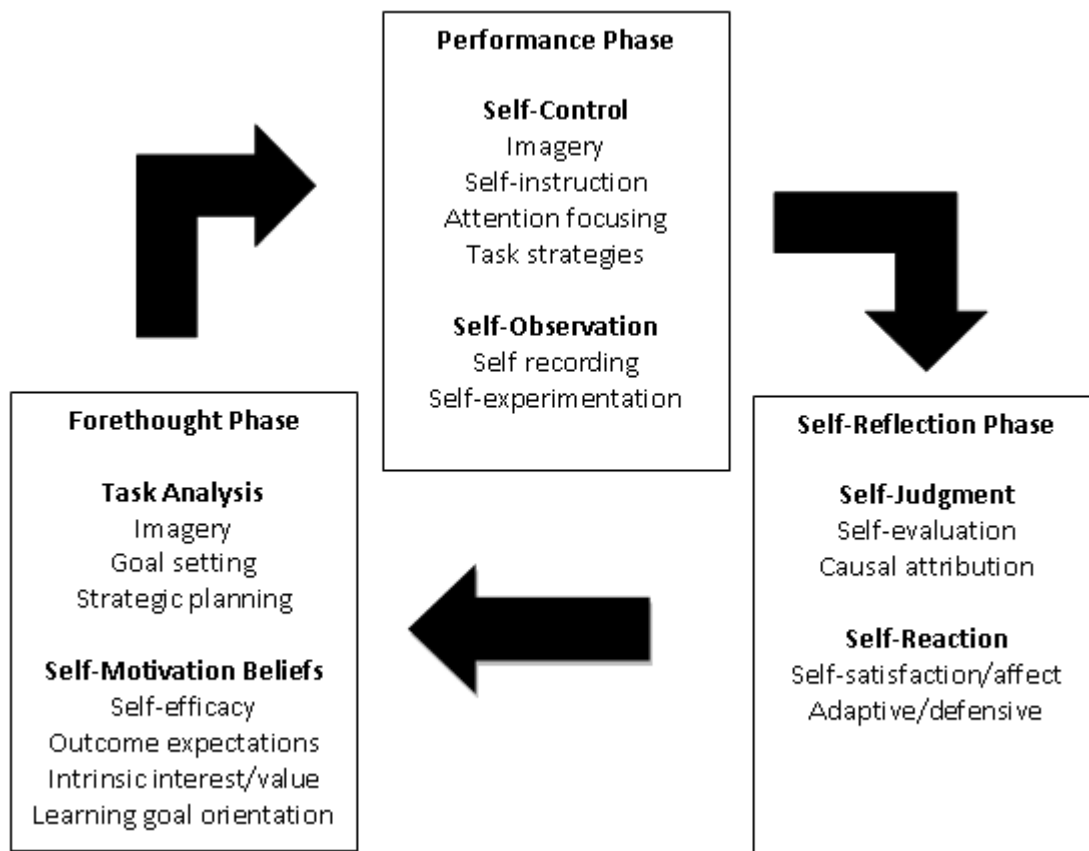 Performance Phase
Self-Control
Imagery
Self-instruction
Attention focusing
Task strategies
Self-Observation
Self recording
Self-experimentation
Forethought Phase
Task Analysis
Imagery
Goal setting
Strategic planning
Self-Motivation Beliefs
Self-efficacy
Outcome expectations
Intrinsic interest/value
Learning goal orientation
Self-Reflection Phase
Self-Judgment
Self-evaluation
Causal attribution
Self-Reaction
Self-satisfaction/affect
Adaptive/defensive